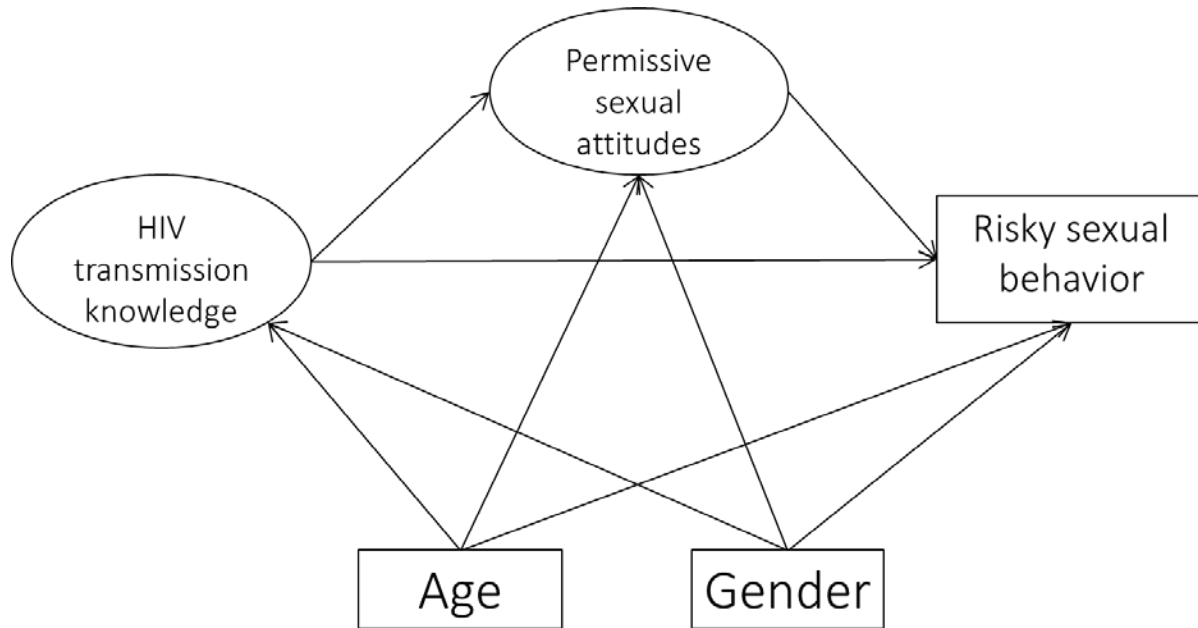 Permissive
sexual
attitudes
HIV
transmission
knowledge
Risky sexual
behavior
Age
Gender